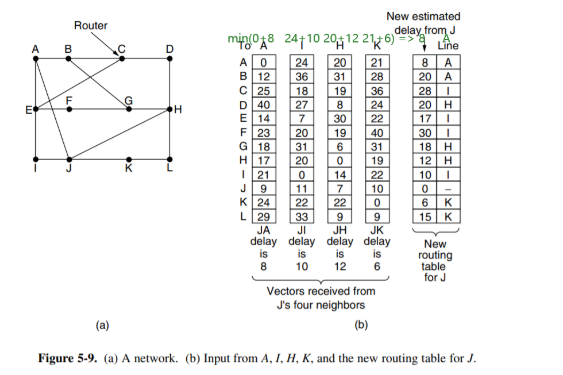 New estimated
Router
delay from J
min(0+8 24+10 20+12 21+6) => 8 A
To A I H K Line
A 0 24 20 21 8 A
B 12 36 31 28 20 A
C 25 18 19 36 28 I
D 40 27 8 24 20 H
E 14 7 30 22 17 I
F 23 20 19 40 30 I
G 18 31 6 31 18 H
H 17 20 0 19 12 H
I 21 0 14 22 10 I
J 9 11 7 10 0 –
K 24 22 22 0 6 K
L 29 33 9 9 15 K
A B C D
E F G H
I J K L
JA JI JH JK
delay delay delay delay
is is is is
8 10 12 6
New
routing
table
for J
Vectors received from
J's four neighbors
(a) (b)
Figure 5-9. (a) A network. (b) Input from A, I, H, K, and the new routing table for J.